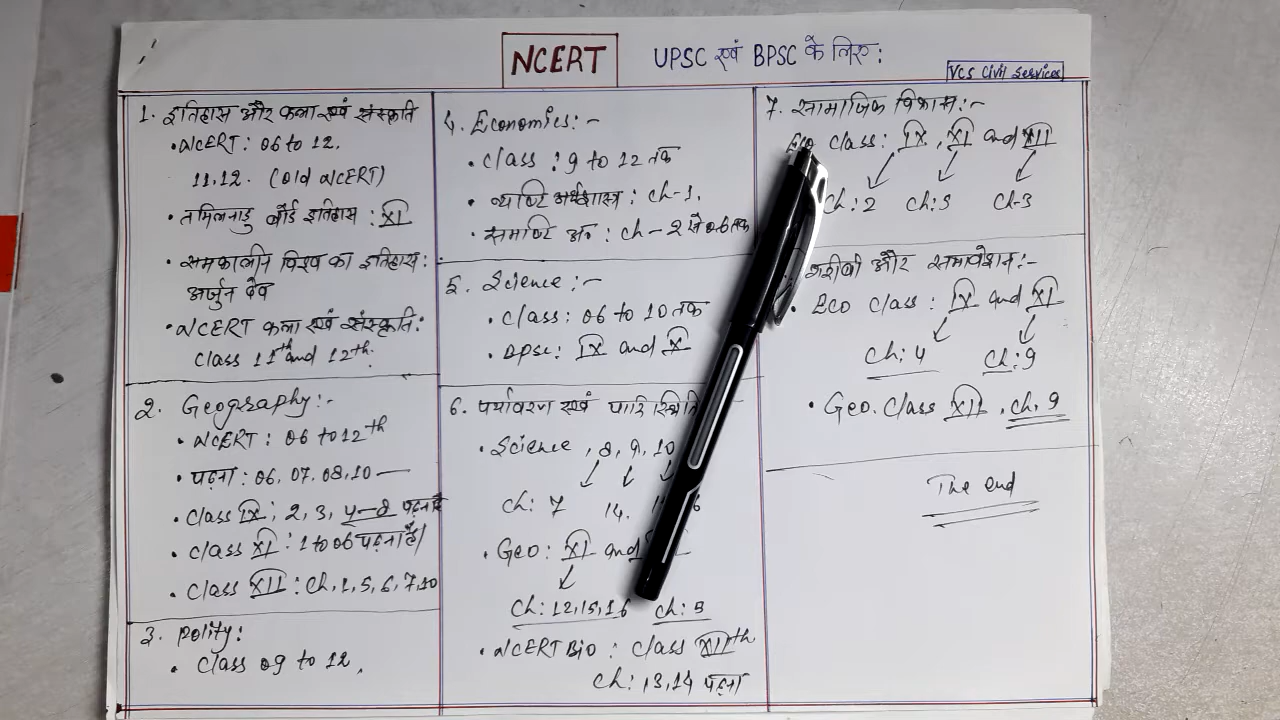 NCERT
UPSC एवं BPSC के लिए:
VCS Civil Services
1. इतिहास और कला एवं संस्कृति
• NCERT: 06 to 12.
11.12. (old NCERT)
• तमिलनाडु बोर्ड इतिहास: XI
• समकालीन विश्व का इतिहास:
अर्जुन देव
• NCERT कला एवं संस्कृति:
Class 11th and 12th.
2. Geography:-
• NCERT: 06 to 12th
• पढ़ना: 06, 07, 08, 10 —
• Class IX: 2, 3, 4-8 पढ़ना है
• Class XI: 1 to 06 पढ़ना है।
• Class XII: Ch, 1, 5, 6, 7, 10
3. Polity:
• Class 09 to 12.
4. Economics:-
• Class: 9 to 12 तक
• व्यष्टि अर्थशास्त्र: ch-1.
• समष्टि अ०: ch-2 से 06 तक
5. Science:-
• Class: 06 to 10 तक
• BPSC: IX and X
6. पर्यावरण एवं पारिस्थिति
• Science, 8, 9, 10
Ch: 7 14. 6
• Geo: XI and
Ch: 12, 15, 16 Ch: 5
• NCERT Bio: Class XIIth
Ch: 13, 14 पढ़ना
7. सामाजिक विकास:-
Eco class: IX, XI and XII
Ch: 2 Ch: 5 Ch-3
गरीबी और समावेशन:-
• Eco Class: IX and XI
Ch: 4 Ch: 9
• Geo. Class XII, ch. 9
The end